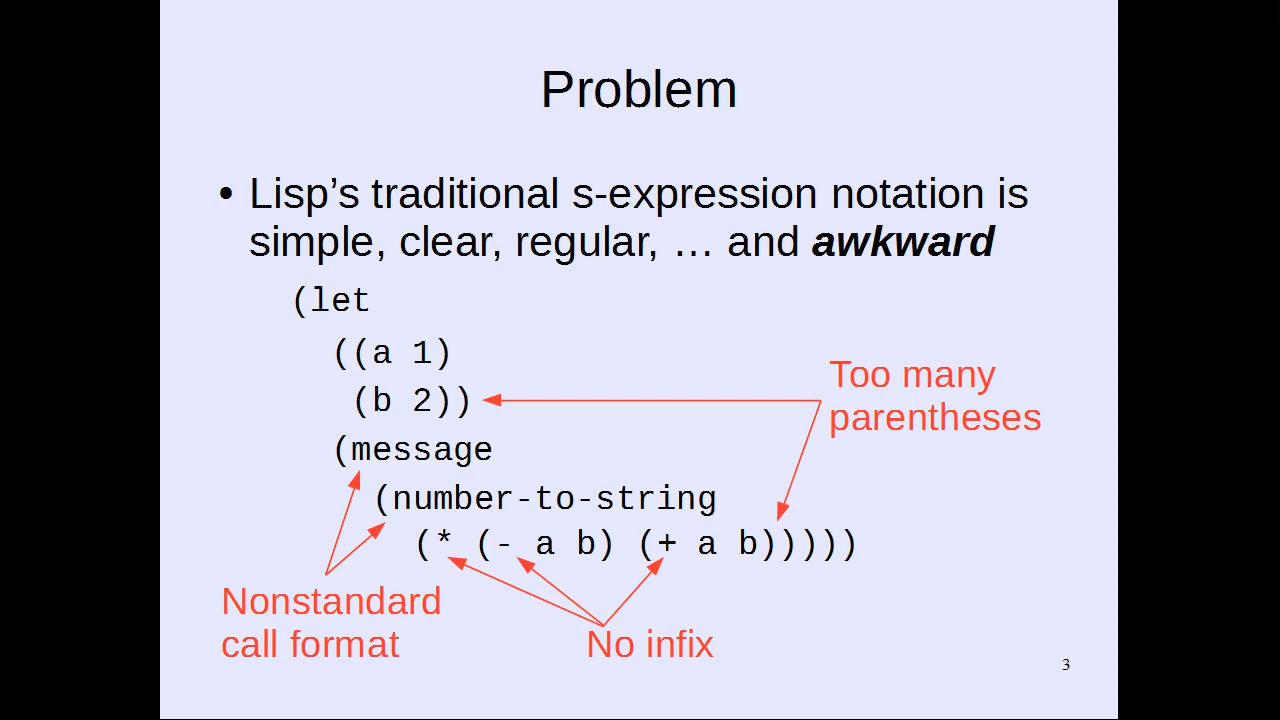 Problem
• Lisp’s traditional s-expression notation is
simple, clear, regular, … and awkward
(let
((a 1)
(b 2))
(message
(number-to-string
(* (- a b) (+ a b)))))
Too many
parentheses
Nonstandard
call format
No infix
3